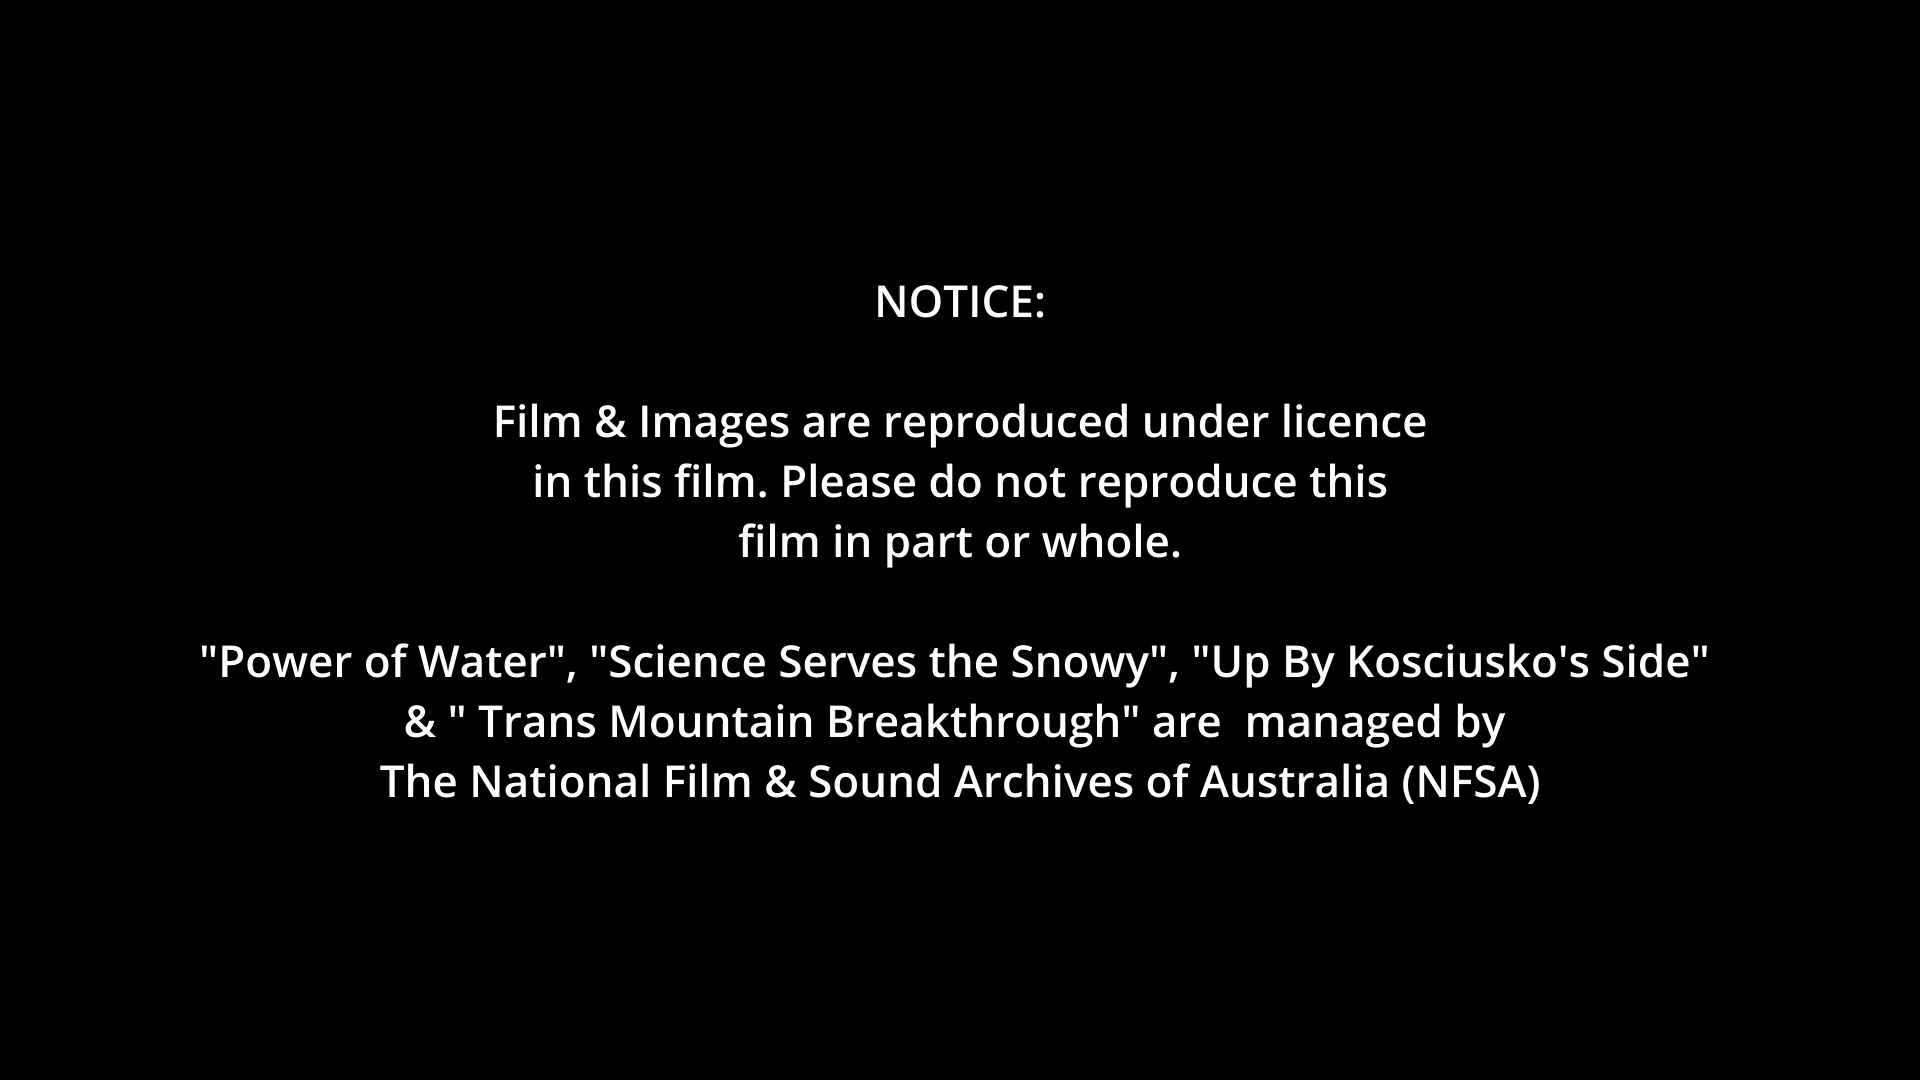 NOTICE:
Film & Images are reproduced under licence
in this film. Please do not reproduce this
film in part or whole.
"Power of Water", "Science Serves the Snowy", "Up By Kosciusko's Side"
& " Trans Mountain Breakthrough" are  managed by
The National Film & Sound Archives of Australia (NFSA)